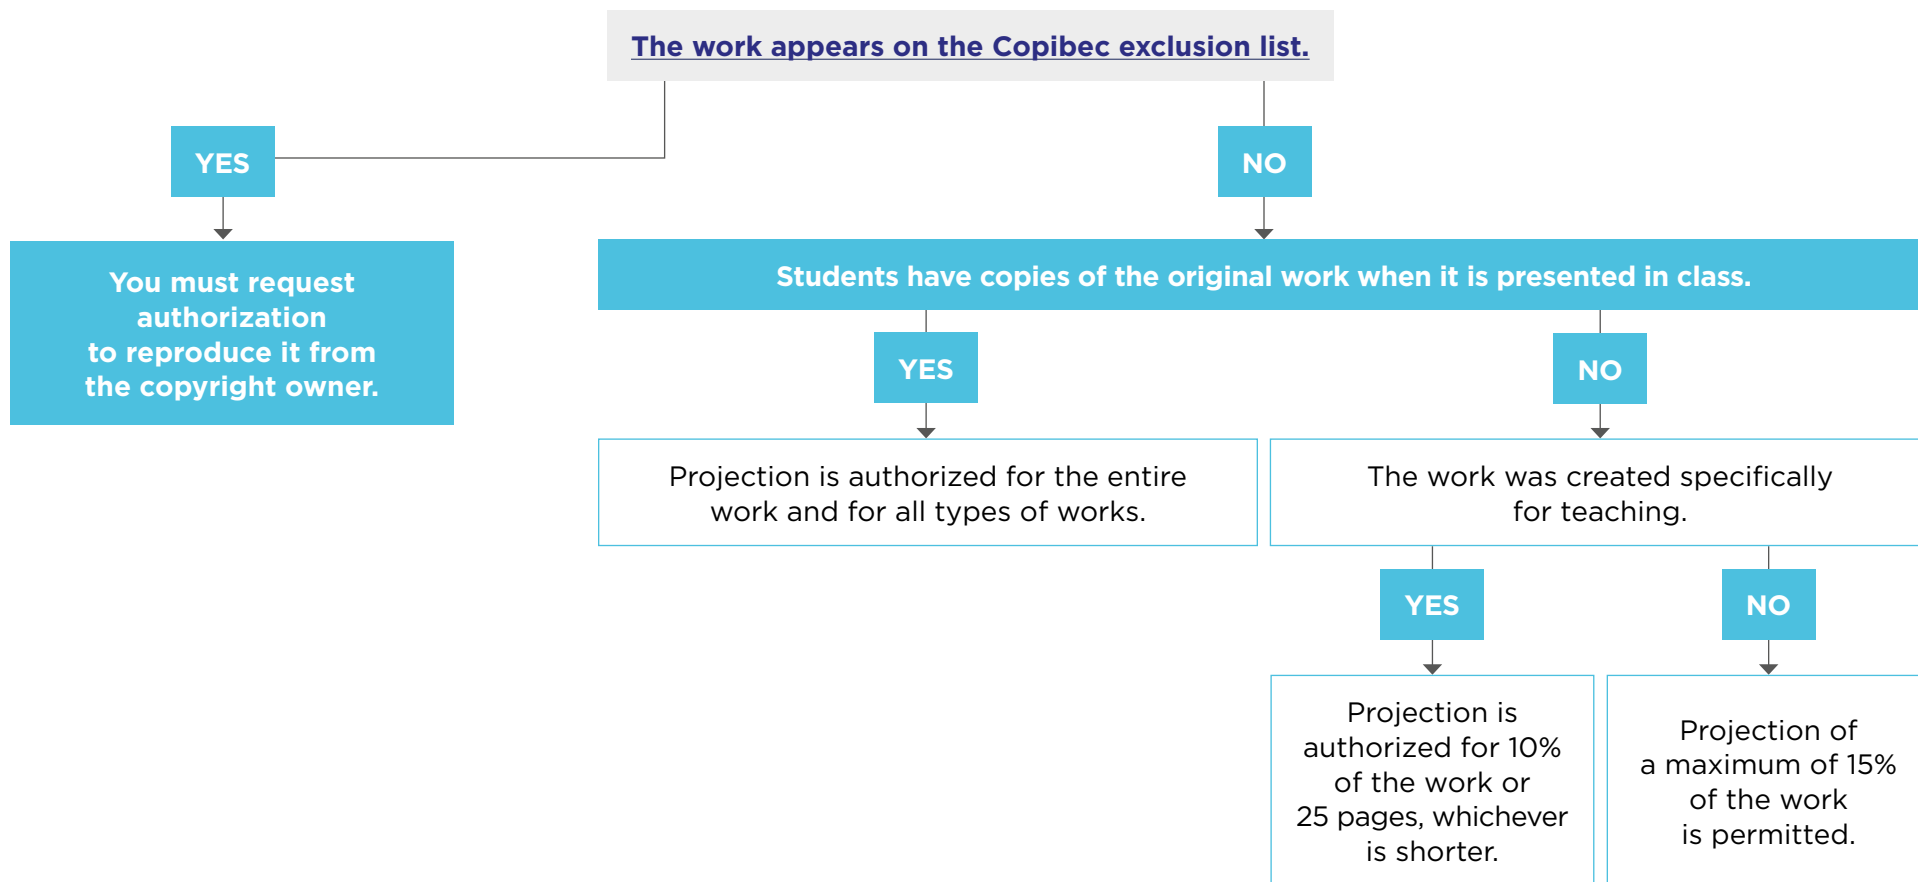 The work appears on the Copibec exclusion list.
YES
NO
You must request
authorization
to reproduce it from
the copyright owner.
Students have copies of the original work when it is presented in class.
YES
NO
Projection is authorized for the entire
work and for all types of works.
The work was created specifically
for teaching.
YES
NO
Projection is
authorized for 10%
of the work or
25 pages, whichever
is shorter.
Projection of
a maximum of 15%
of the work
is permitted.